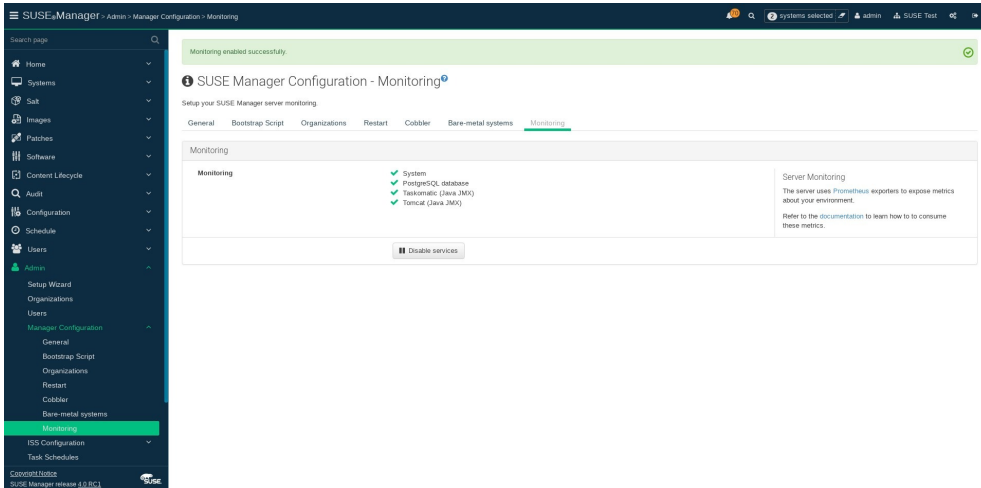 SUSE®Manager > Admin > Manager Configuration > Monitoring
2 systems selected
admin
SUSE Test
Search page
Home
Systems
Salt
Images
Patches
Software
Content Lifecycle
Audit
Configuration
Schedule
Users
Admin
Setup Wizard
Organizations
Users
Manager Configuration
General
Bootstrap Script
Organizations
Restart
Cobbler
Bare-metal systems
Monitoring
ISS Configuration
Task Schedules
Copyright Notice
SUSE Manager release 4.0 RC1
SUSE
Monitoring enabled successfully.
SUSE Manager Configuration - Monitoring
Setup your SUSE Manager server monitoring.
General Bootstrap Script Organizations Restart Cobbler Bare-metal systems Monitoring
Monitoring
Monitoring
System
PostgreSQL database
Taskomatic (Java JMX)
Tomcat (Java JMX)
Disable services
Server Monitoring
The server uses Prometheus exporters to expose metrics
about your environment.
Refer to the documentation to learn how to to consume
these metrics.